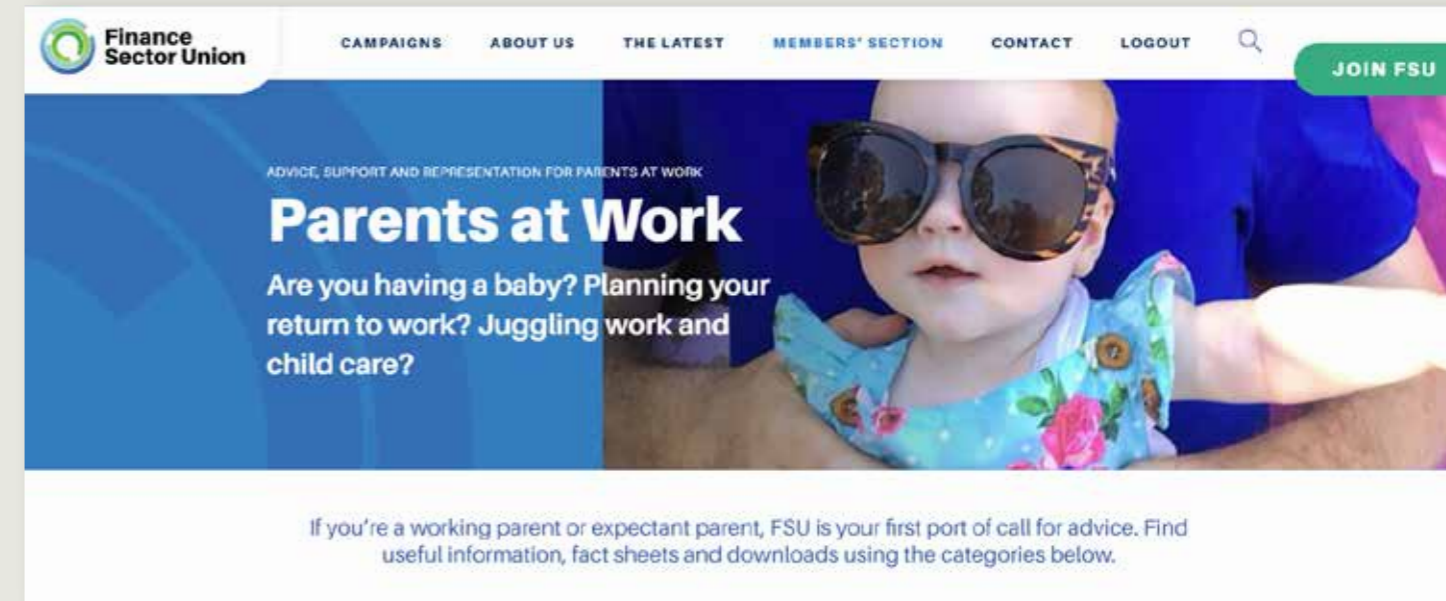 Finance
Sector Union
CAMPAIGNS ABOUT US THE LATEST MEMBERS' SECTION CONTACT LOGOUT
JOIN FSU
ADVICE, SUPPORT AND REPRESENTATION FOR PARENTS AT WORK
Parents at Work
Are you having a baby? Planning your
return to work? Juggling work and
child care?
If you're a working parent or expectant parent, FSU is your first port of call for advice. Find
useful information, fact sheets and downloads using the categories below.